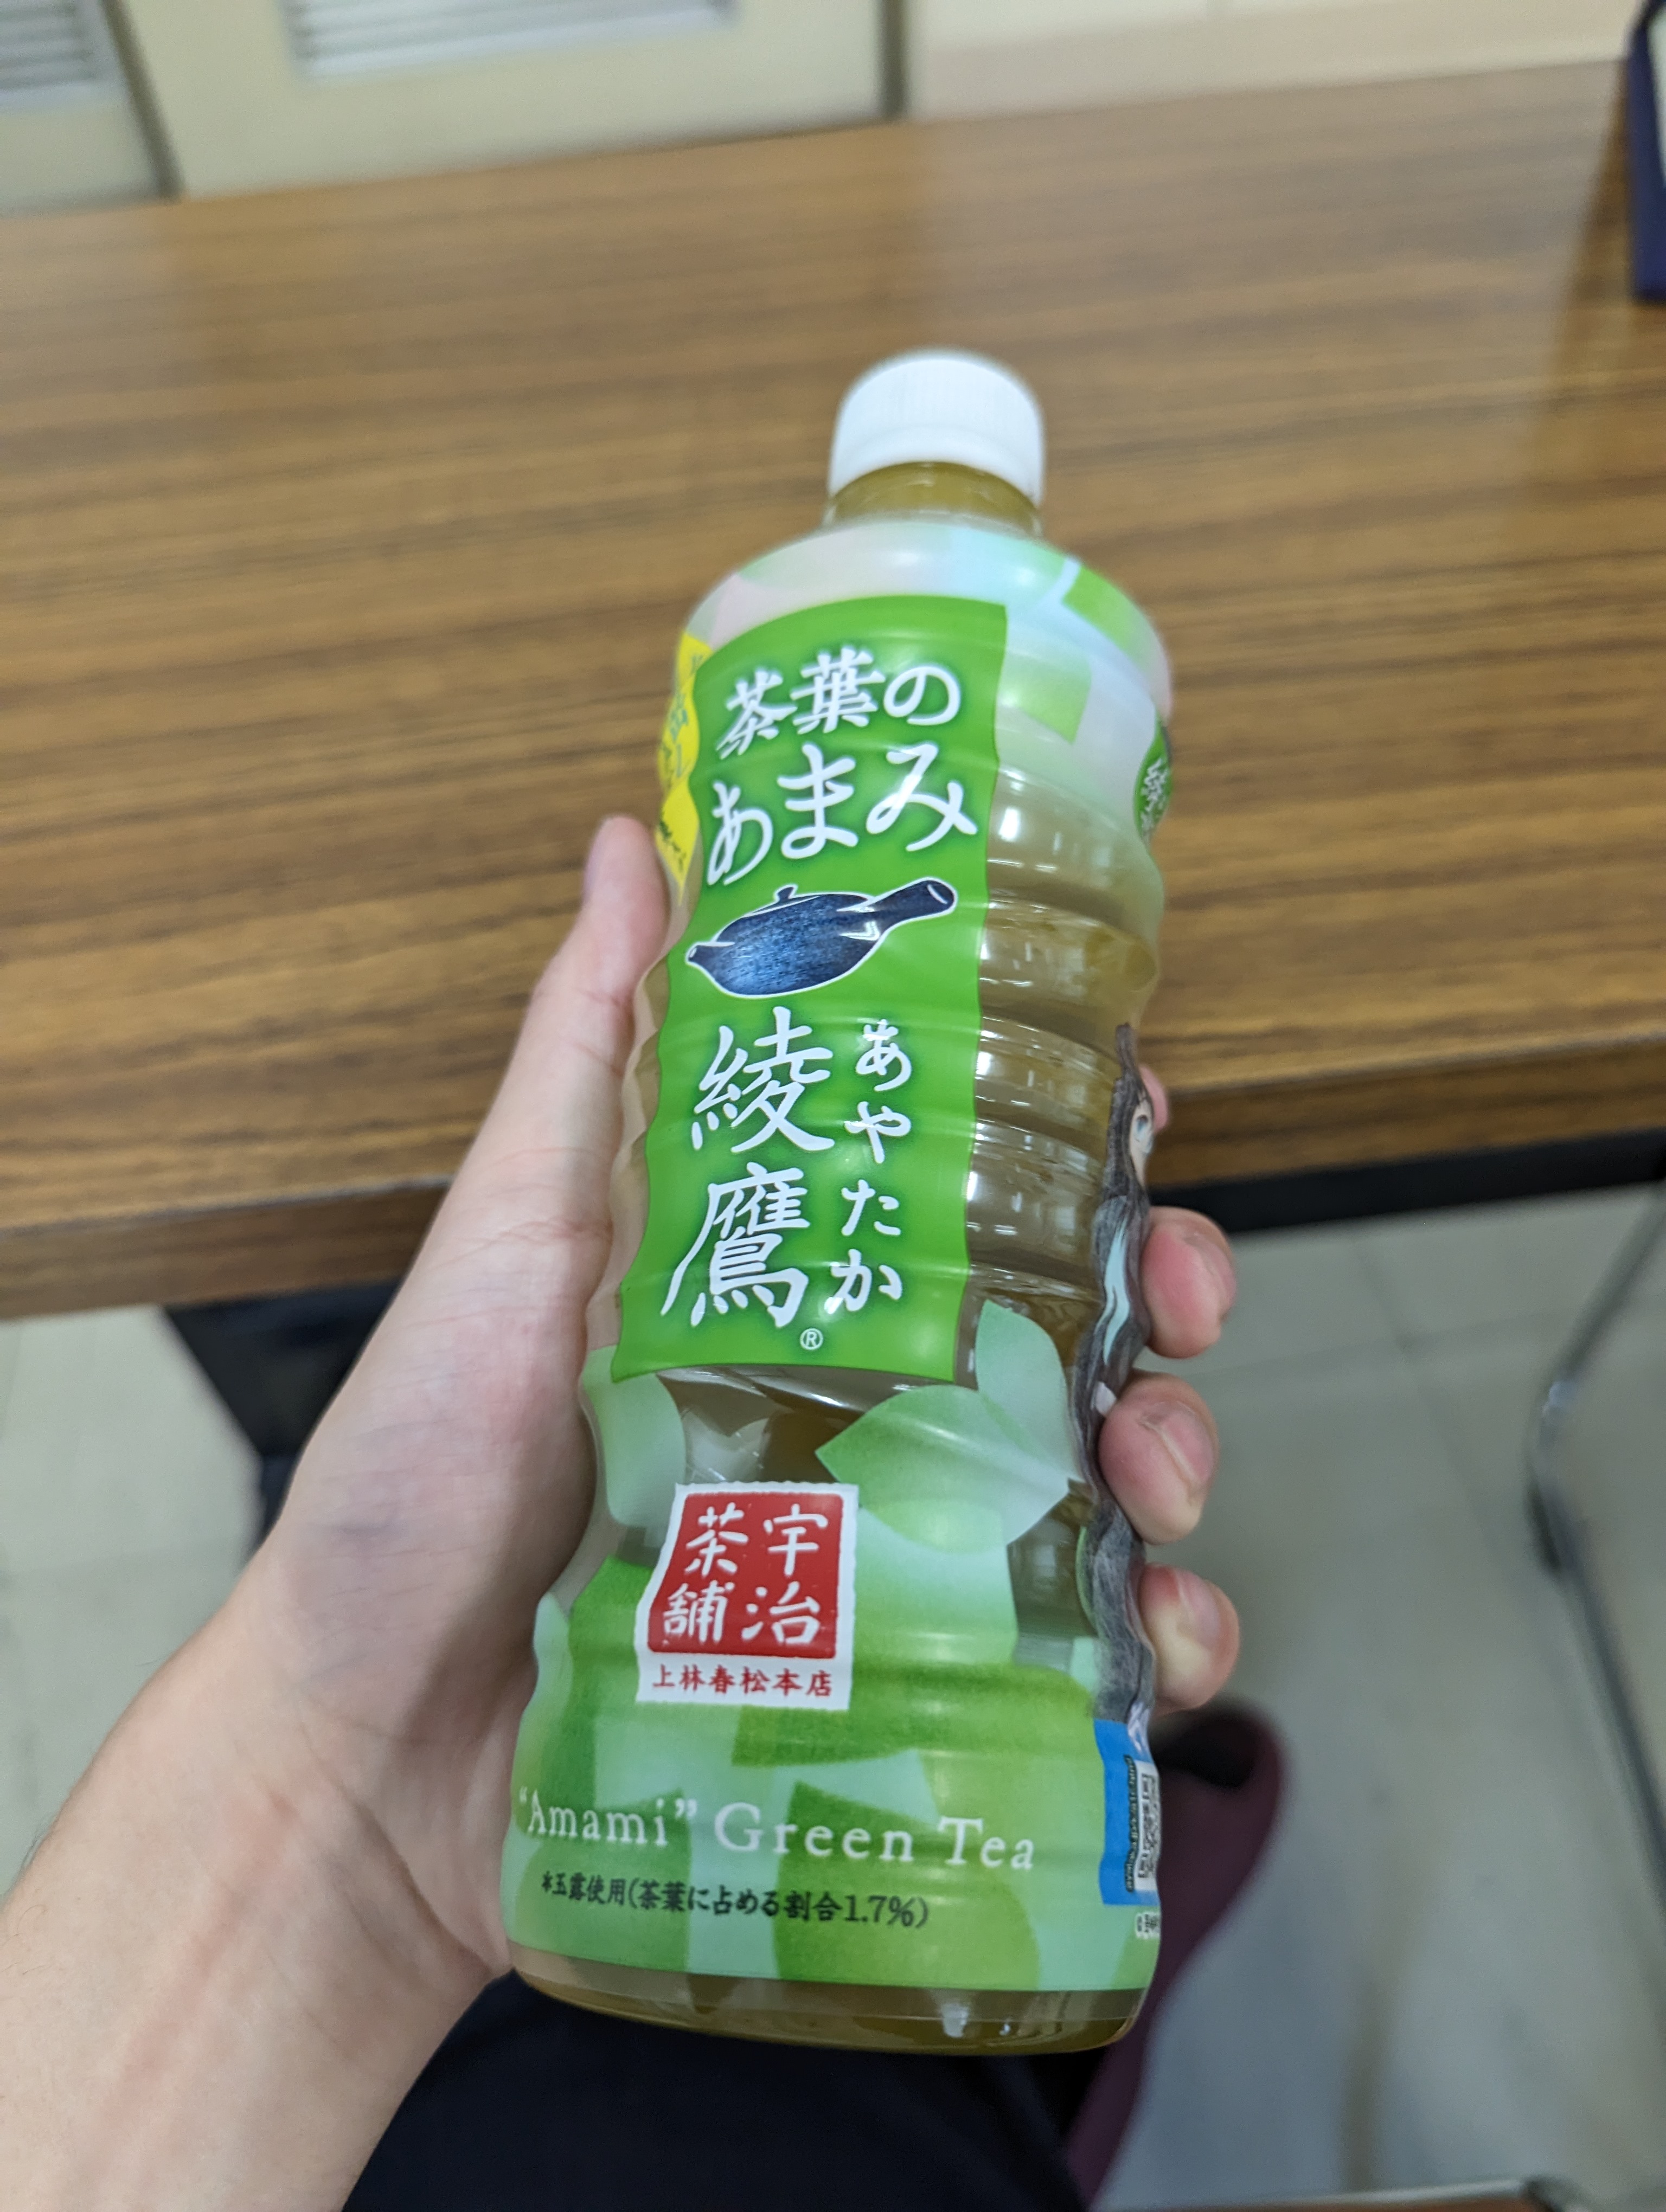 茶葉の
あまみ
綾鷹
あやたか
®
宇治
茶舗
上林春松本店
“Amami” Green Tea
*玉露使用(茶葉に占める割合1.7%)